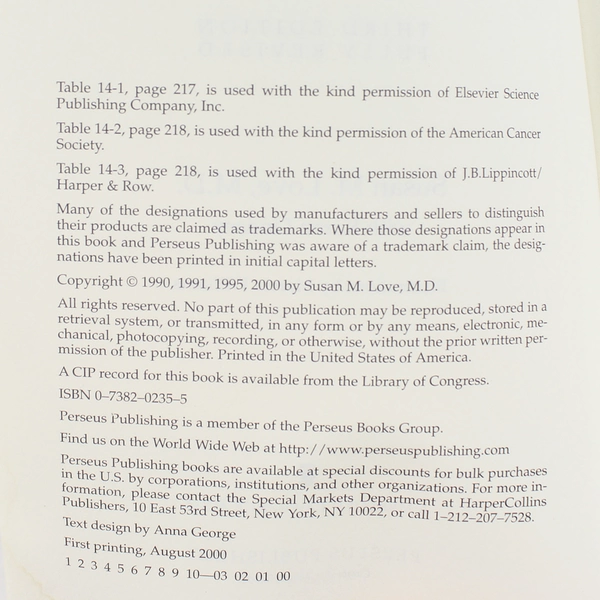 Table 14-1, page 217, is used with the kind permission of Elsevier Science
Publishing Company, Inc.
Table 14-2, page 218, is used with the kind permission of the American Cancer
Society.
Table 14-3, page 218, is used with the kind permission of J.B.Lippincott/
Harper & Row.
Many of the designations used by manufacturers and sellers to distinguish
their products are claimed as trademarks. Where those designations appear in
this book and Perseus Publishing was aware of a trademark claim, the desig-
nations have been printed in initial capital letters.
Copyright © 1990, 1991, 1995, 2000 by Susan M. Love, M.D.
All rights reserved. No part of this publication may be reproduced, stored in a
retrieval system, or transmitted, in any form or by any means, electronic, me-
chanical, photocopying, recording, or otherwise, without the prior written per-
mission of the publisher. Printed in the United States of America.
A CIP record for this book is available from the Library of Congress.
ISBN 0–7382–0235–5
Perseus Publishing is a member of the Perseus Books Group.
Find us on the World Wide Web at http://www.perseuspublishing.com
Perseus Publishing books are available at special discounts for bulk purchases
in the U.S. by corporations, institutions, and other organizations. For more in-
formation, please contact the Special Markets Department at HarperCollins
Publishers, 10 East 53rd Street, New York, NY 10022, or call 1–212–207–7528.
Text design by Anna George
First printing, August 2000
1 2 3 4 5 6 7 8 9 10—03 02 01 00